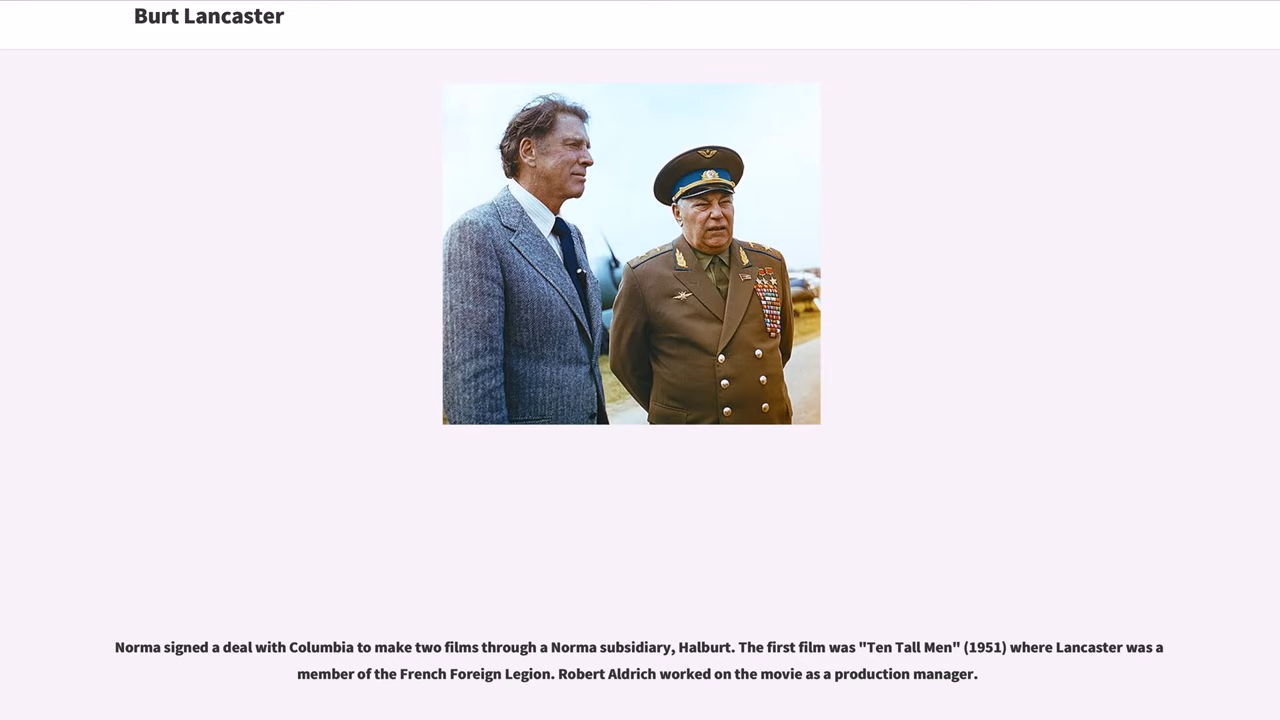 Burt Lancaster
Norma signed a deal with Columbia to make two films through a Norma subsidiary, Halburt. The first film was "Ten Tall Men" (1951) where Lancaster was a
member of the French Foreign Legion. Robert Aldrich worked on the movie as a production manager.